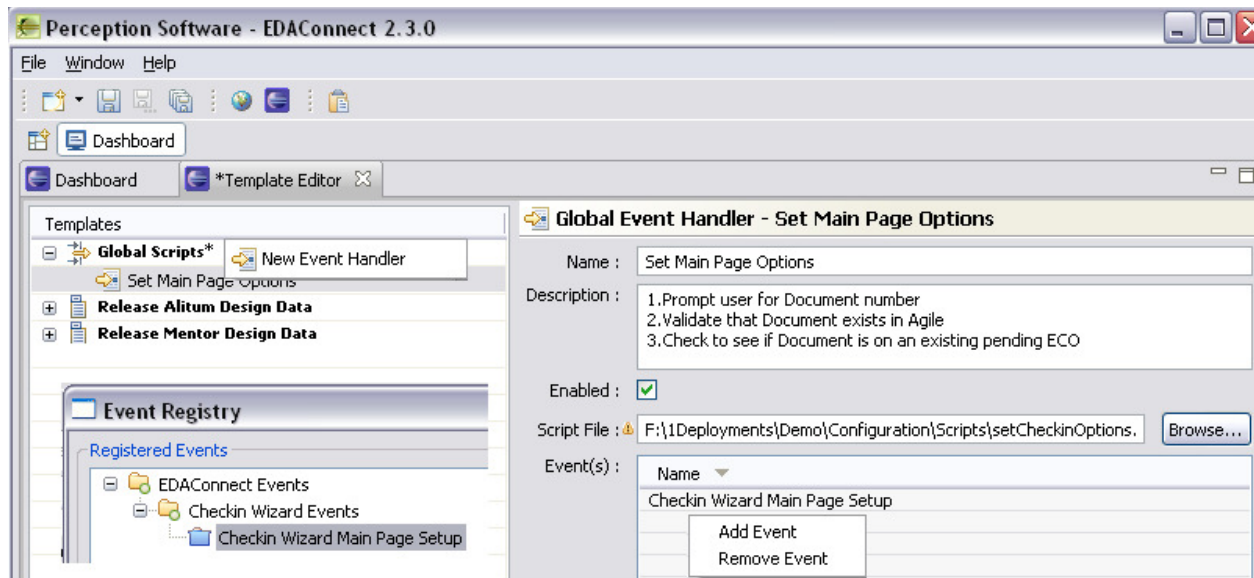 Perception Software - EDAConnect 2.3.0
File Window Help
Dashboard
Dashboard
*Template Editor
Templates
Global Scripts*
New Event Handler
Set Main Page Options
Release Alitum Design Data
Release Mentor Design Data
Event Registry
Registered Events
EDAConnect Events
Checkin Wizard Events
Checkin Wizard Main Page Setup
Global Event Handler - Set Main Page Options
Name : Set Main Page Options
Description : 1.Prompt user for Document number
2.Validate that Document exists in Agile
3.Check to see if Document is on an existing pending ECO
Enabled :
Script File : F:\1Deployments\Demo\Configuration\Scripts\setCheckinOptions. Browse...
Event(s) : Name
Checkin Wizard Main Page Setup
Add Event
Remove Event